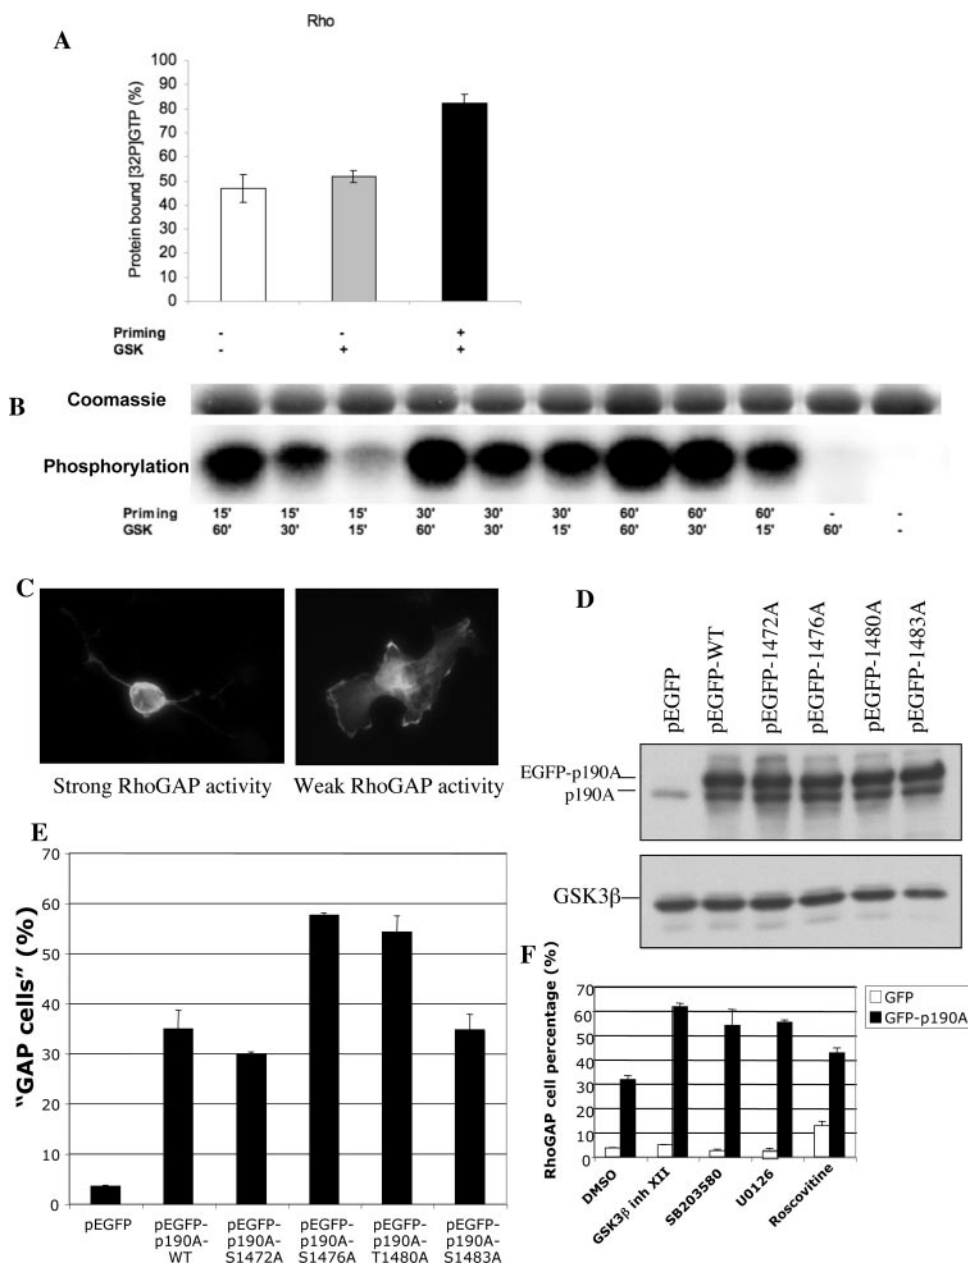 Rho
A
Protein bound [32P]GTP (%)
100
90
80
70
60
50
40
30
20
10
0
Priming - - +
GSK - + +
B
Coomassie
Phosphorylation
Priming 15' 15' 15' 30' 30' 30' 60' 60' 60' - -
GSK 60' 30' 15' 60' 30' 15' 60' 30' 15' 60' -
C
Strong RhoGAP activity
Weak RhoGAP activity
D
pEGFP
pEGFP-WT
pEGFP-1472A
pEGFP-1476A
pEGFP-1480A
pEGFP-1483A
EGFP-p190A
p190A
GSK3β
E
"GAP cells" (%)
70
60
50
40
30
20
10
0
pEGFP
pEGFP-p190A-WT
pEGFP-p190A-S1472A
pEGFP-p190A-S1476A
pEGFP-p190A-T1480A
pEGFP-p190A-S1483A
F
RhoGAP cell percentage (%)
70
60
50
40
30
20
10
0
GFP
GFP-p190A
DMSO
GSK3β inh XII
SB203580
U0126
Roscovitine